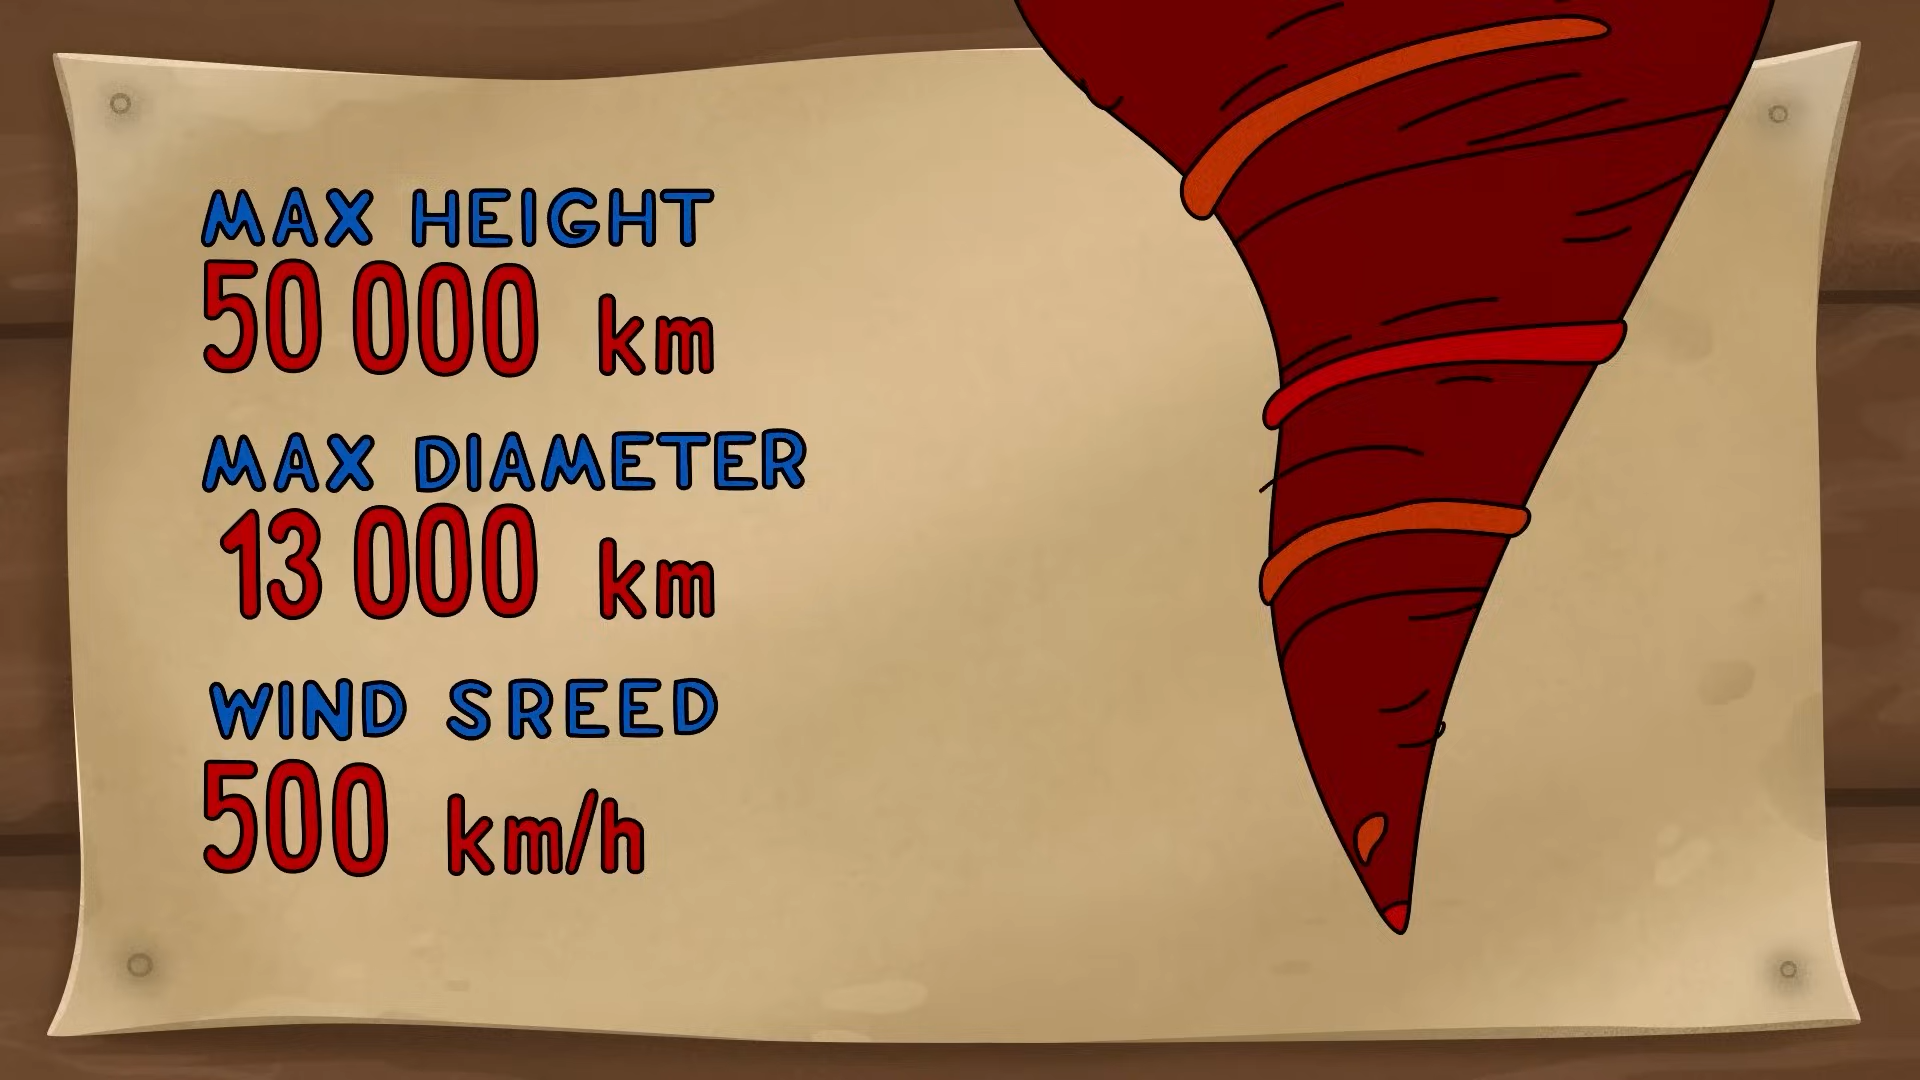 MAX HEIGHT
50 000 km
MAX DIAMETER
13 000 km
WIND SREED
500 km/h